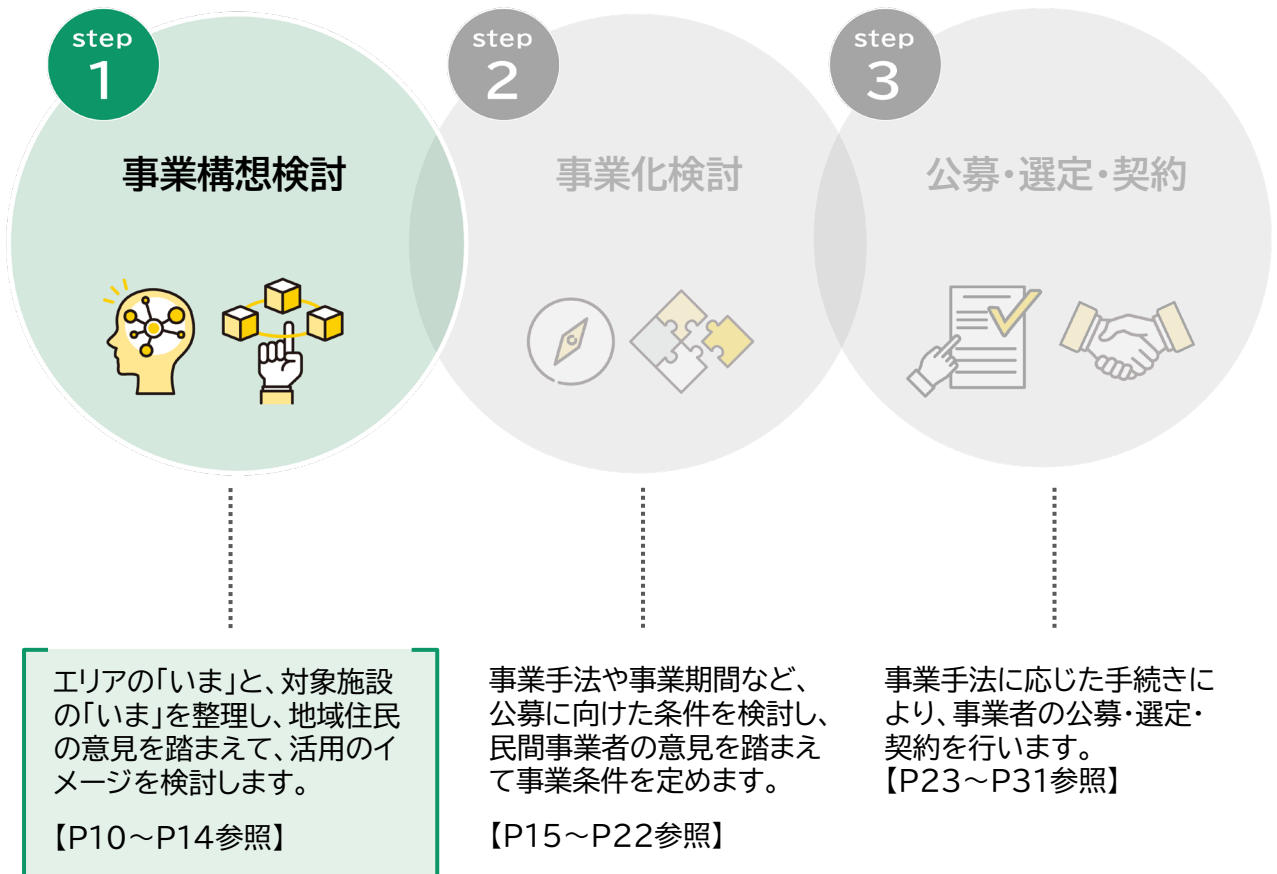 step
1
事業構想検討
step
2
事業化検討
step
3
公募・選定・契約
エリアの「いま」と、対象施設
の「いま」を整理し、地域住民
の意見を踏まえて、活用のイ
メージを検討します。
【P10～P14参照】
事業手法や事業期間など、
公募に向けた条件を検討し、
民間事業者の意見を踏まえ
て事業条件を定めます。
【P15～P22参照】
事業手法に応じた手続きに
より、事業者の公募・選定・
契約を行います。
【P23～P31参照】